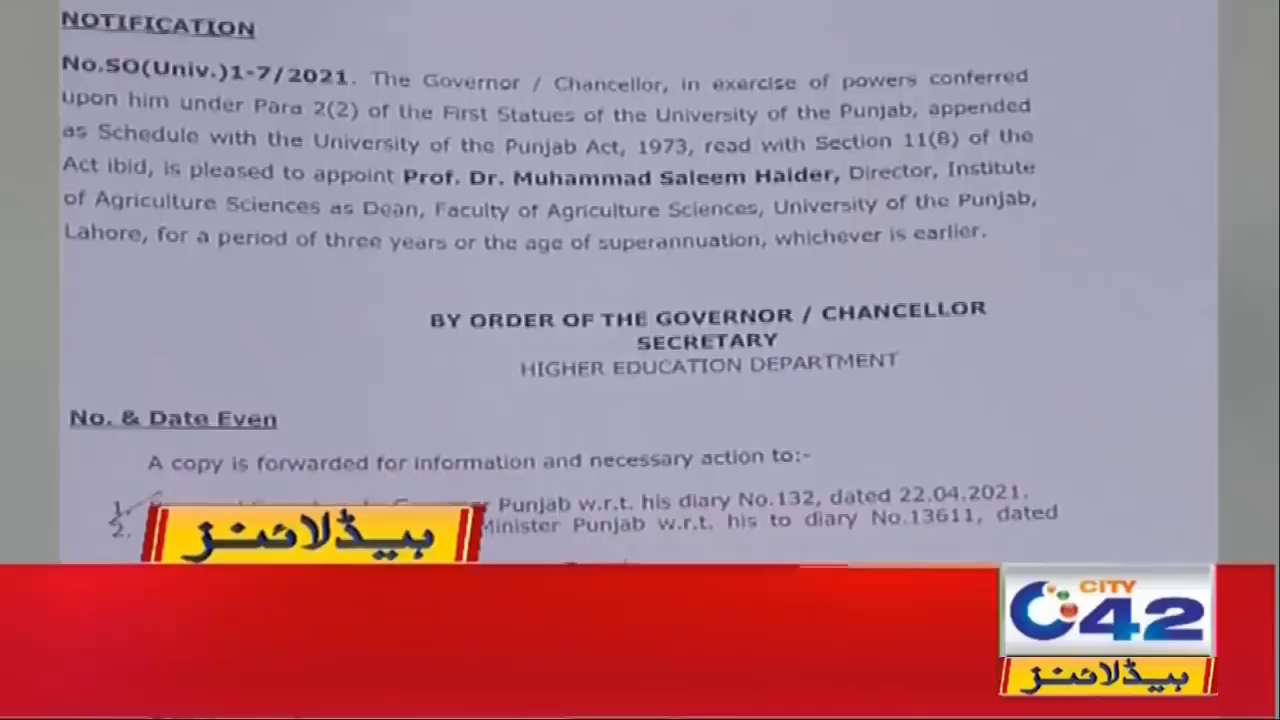 NOTIFICATION
No.SO(Univ.)1-7/2021. The Governor / Chancellor, in exercise of powers conferred
upon him under Para 2(2) of the First Statues of the University of the Punjab, appended
as Schedule with the University of the Punjab Act, 1973, read with Section 11(8) of the
Act ibid, is pleased to appoint Prof. Dr. Muhammad Saleem Haider, Director, Institute
of Agriculture Sciences as Dean, Faculty of Agriculture Sciences, University of the Punjab,
Lahore, for a period of three years or the age of superannuation, whichever is earlier.
BY ORDER OF THE GOVERNOR / CHANCELLOR
SECRETARY
HIGHER EDUCATION DEPARTMENT
No. & Date Even
A copy is forwarded for information and necessary action to:-
1. Punjab w.r.t. his diary No.132, dated 22.04.2021.
2. Minister Punjab w.r.t. his to diary No.13611, dated
ہیڈلائنز
CITY
42
ہیڈلائنز